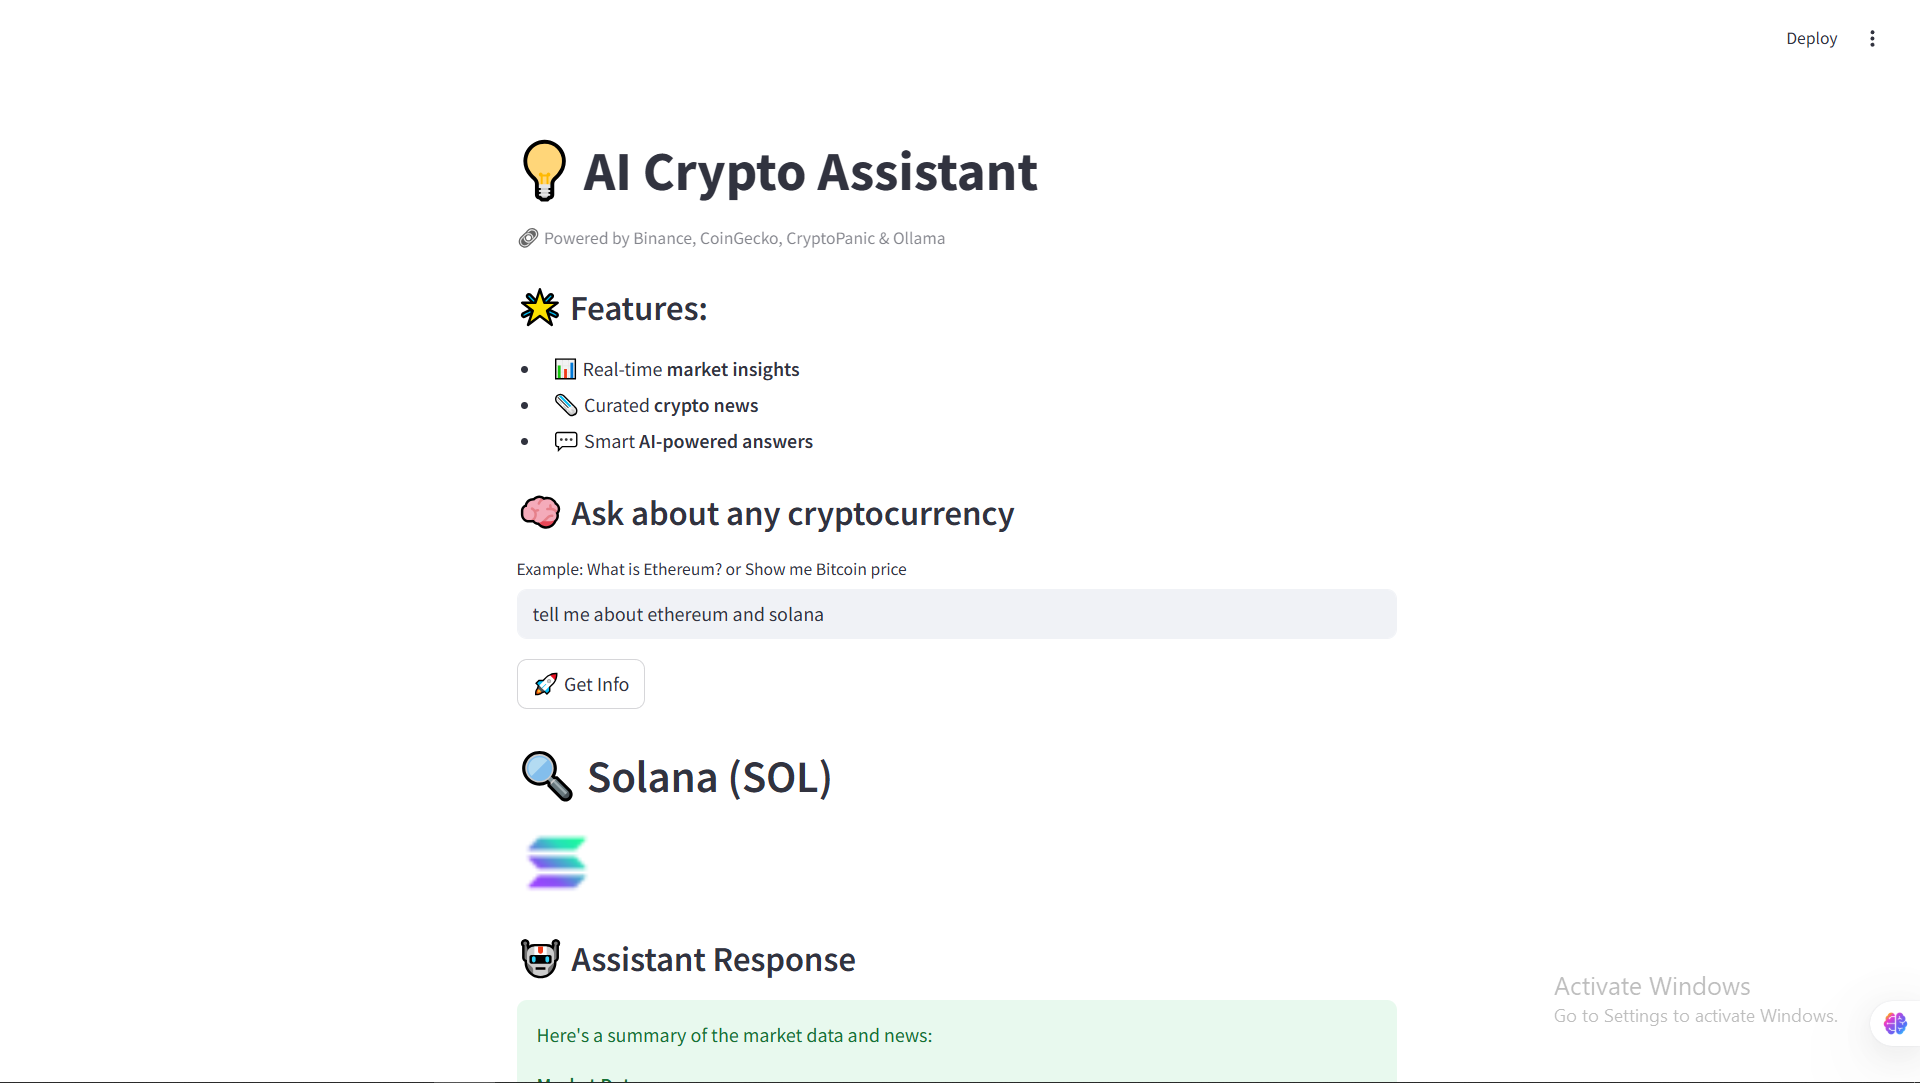 Deploy
AI Crypto Assistant
Powered by Binance, CoinGecko, CryptoPanic & Ollama
Features:
Real-time market insights
Curated crypto news
Smart AI-powered answers
Ask about any cryptocurrency
Example: What is Ethereum? or Show me Bitcoin price
tell me about ethereum and solana
Get Info
Solana (SOL)
Assistant Response
Here's a summary of the market data and news:
Activate Windows
Go to Settings to activate Windows.